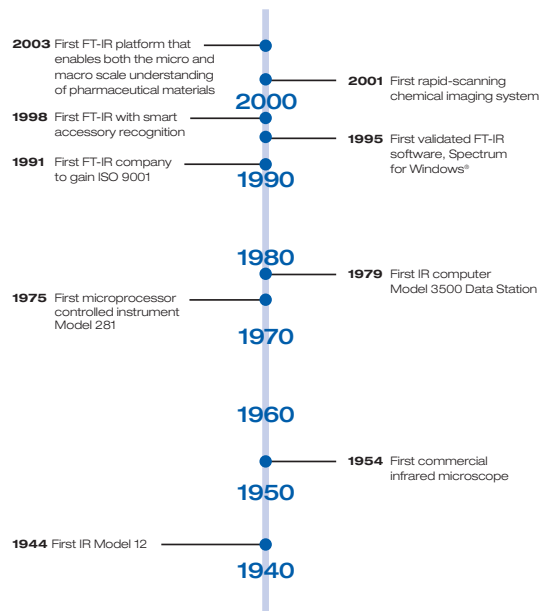 2003 First FT-IR platform that
enables both the micro and
macro scale understanding
of pharmaceutical materials
2001 First rapid-scanning
chemical imaging system
2000
1998 First FT-IR with smart
accessory recognition
1995 First validated FT-IR
software, Spectrum
for Windows®
1991 First FT-IR company
to gain ISO 9001
1990
1980
1979 First IR computer
Model 3500 Data Station
1975 First microprocessor
controlled instrument
Model 281
1970
1960
1954 First commercial
infrared microscope
1950
1944 First IR Model 12
1940